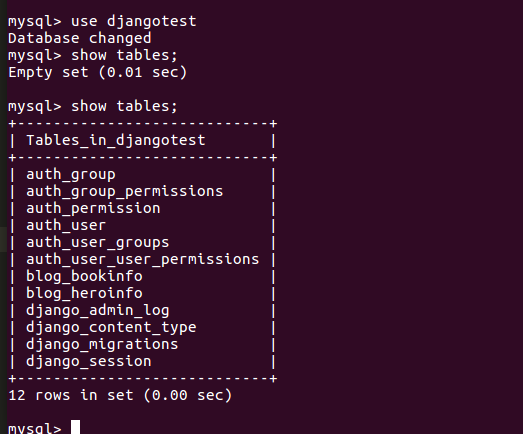 mysql> use djangotest
Database changed
mysql> show tables;
Empty set (0.01 sec)
mysql> show tables;
+----------------------------+
| Tables_in_djangotest       |
+----------------------------+
| auth_group                 |
| auth_group_permissions     |
| auth_permission            |
| auth_user                  |
| auth_user_groups           |
| auth_user_user_permissions |
| blog_bookinfo              |
| blog_heroinfo              |
| django_admin_log           |
| django_content_type        |
| django_migrations          |
| django_session             |
+----------------------------+
12 rows in set (0.00 sec)
mysql>